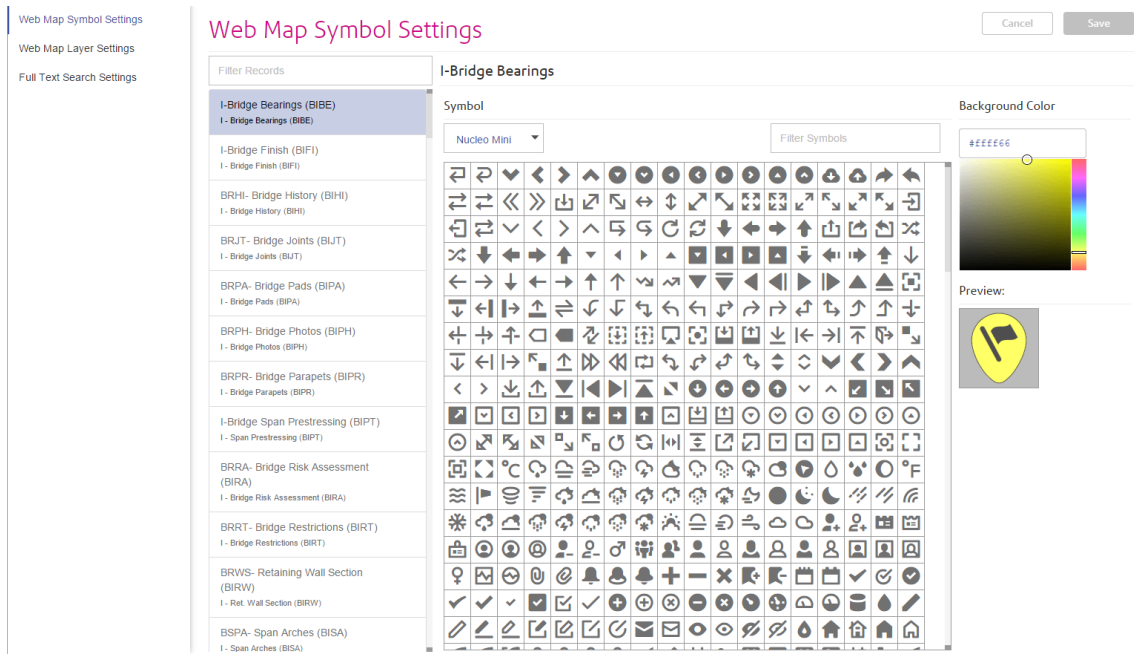 Web Map Symbol Settings
Web Map Layer Settings
Full Text Search Settings
Web Map Symbol Settings
Cancel
Save
Filter Records
I-Bridge Bearings (BIBE)
I - Bridge Bearings (BIBE)
I-Bridge Finish (BIFI)
I - Bridge Finish (BIFI)
BRHI- Bridge History (BIHI)
I - Bridge History (BIHI)
BRJT- Bridge Joints (BIJT)
I - Bridge Joints (BIJT)
BRPA- Bridge Pads (BIPA)
I - Bridge Pads (BIPA)
BRPH- Bridge Photos (BIPH)
I - Bridge Photos (BIPH)
BRPR- Bridge Parapets (BIPR)
I - Bridge Parapets (BIPR)
I-Bridge Span Prestressing (BIPT)
I - Span Prestressing (BIPT)
BRRA- Bridge Risk Assessment
(BIRA)
I - Bridge Risk Assessment (BIRA)
BRRT- Bridge Restrictions (BIRT)
I - Bridge Restrictions (BIRT)
BRWS- Retaining Wall Section
(BIRW)
I - Ret. Wall Section (BIRW)
BSPA- Span Arches (BISA)
I - Span Arches (BISA)
I-Bridge Bearings
Symbol
Nucleo Mini
Filter Symbols
°C
°F
Background Color
#ffff66
Preview: